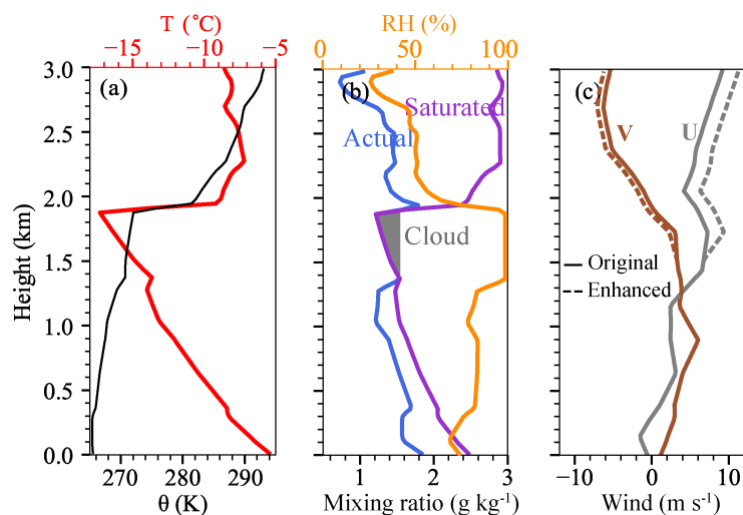 T (°C)
−15 −10 −5
RH (%)
0 50 100
3.0
2.5
2.0
1.5
1.0
0.5
0.0
Height (km)
(a)
270 280 290
θ (K)
(b)
Saturated
Actual
Cloud
0 1 2 3
Mixing ratio (g kg⁻¹)
(c)
V
U
Original
Enhanced
−10 0 10
Wind (m s⁻¹)